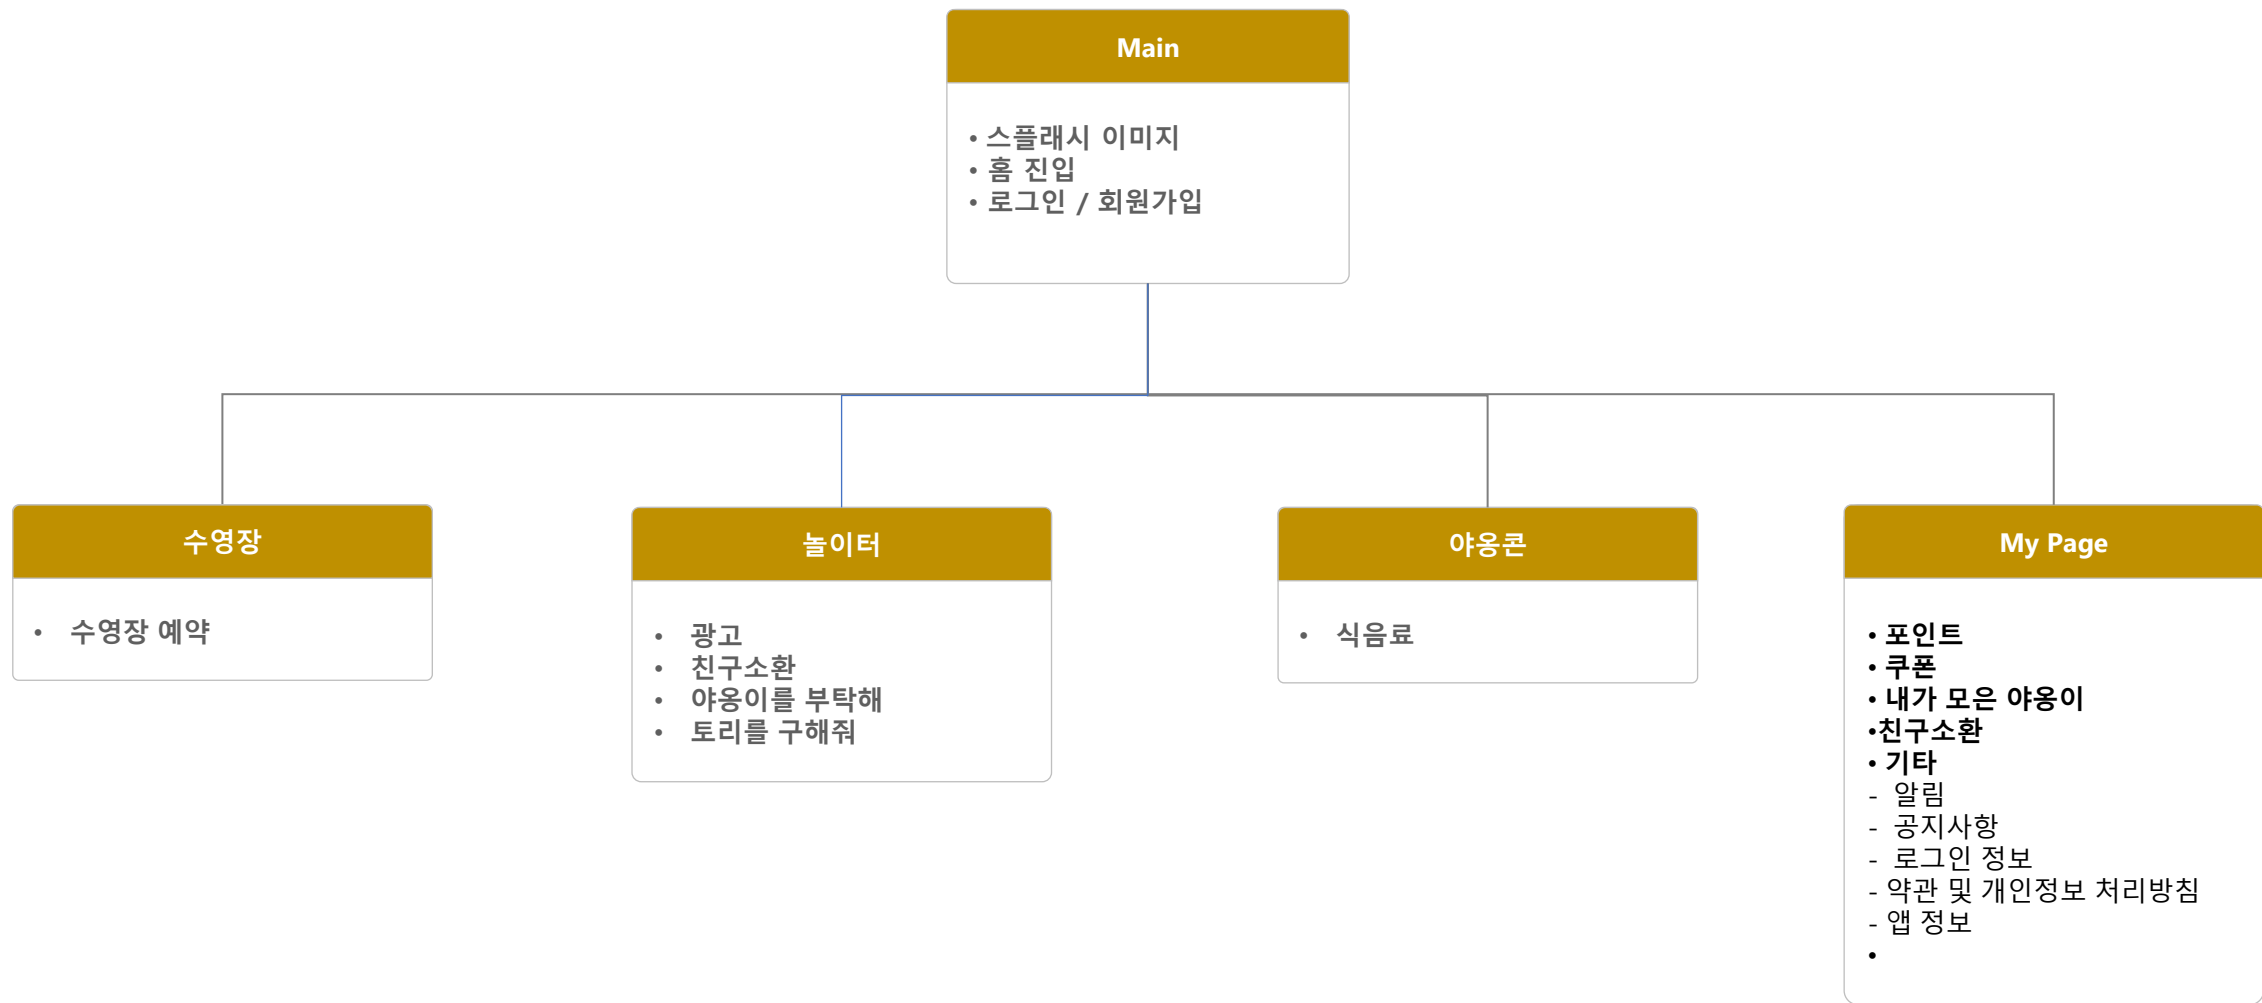 Main
• 스플래시 이미지
• 홈 진입
• 로그인 / 회원가입
수영장
• 수영장 예약
놀이터
• 광고
• 친구소환
• 야옹이를 부탁해
• 토리를 구해줘
야옹콘
• 식음료
My Page
• 포인트
• 쿠폰
• 내가 모은 야옹이
•친구소환
• 기타
- 알림
- 공지사항
- 로그인 정보
- 약관 및 개인정보 처리방침
- 앱 정보
•